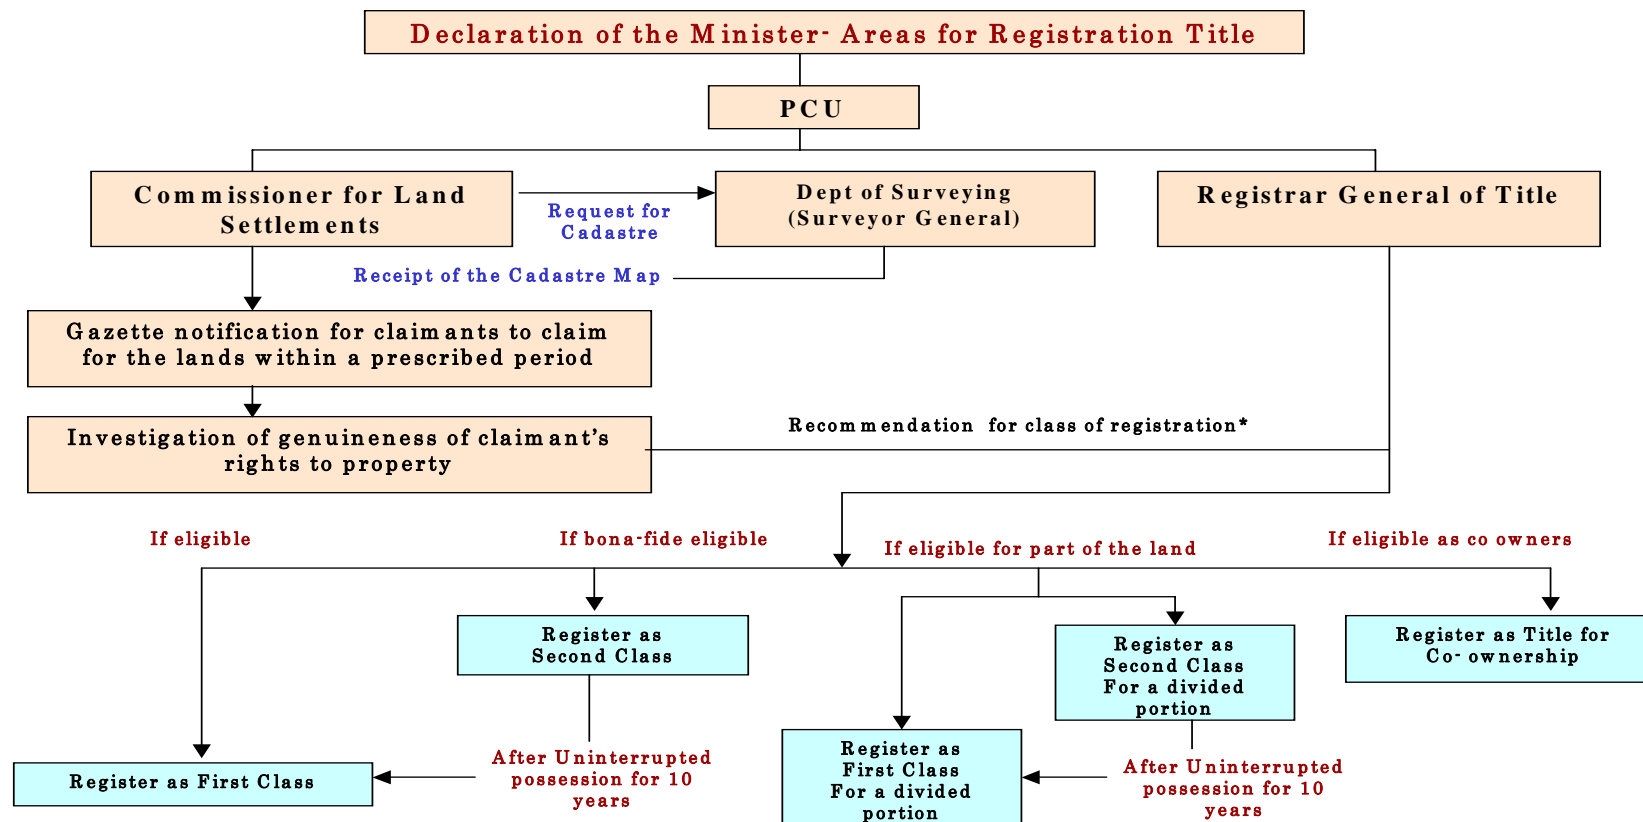 Declaration of the Minister- Areas for Registration Title
PCU
Commissioner for Land
Settlements
Request for
Cadastre
Dept of Surveying
(Surveyor General)
Registrar General of Title
Receipt of the Cadastre Map
Gazette notification for claimants to claim
for the lands within a prescribed period
Investigation of genuineness of claimant's
rights to property
Recommendation for class of registration*
If eligible
If bona-fide eligible
If eligible for part of the land
If eligible as co owners
Register as
Second Class
Register as
Second Class
For a divided
portion
Register as Title for
Co- ownership
Register as First Class
After Uninterrupted
possession for 10
years
Register as
First Class
For a divided
portion
After Uninterrupted
possession for 10
years